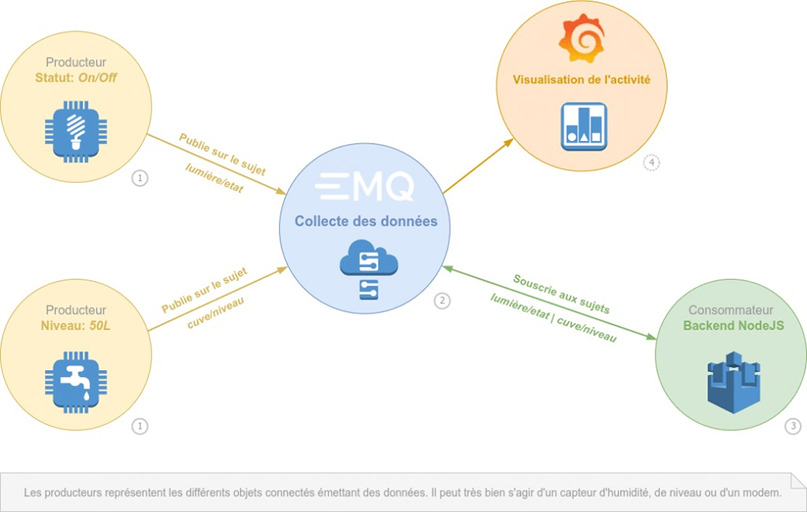 Producteur
Statut: On/Off
1
Publie sur le sujet
lumière/etat
EMQ
Collecte des données
2
Visualisation de l'activité
4
Producteur
Niveau: 50L
1
Publie sur le sujet
cuve/niveau
Souscrie aux sujets
lumière/etat | cuve/niveau
Consommateur
Backend NodeJS
3
Les producteurs représentent les différents objets connectés émettant des données. Il peut très bien s'agir d'un capteur d'humidité, de niveau ou d'un modem.